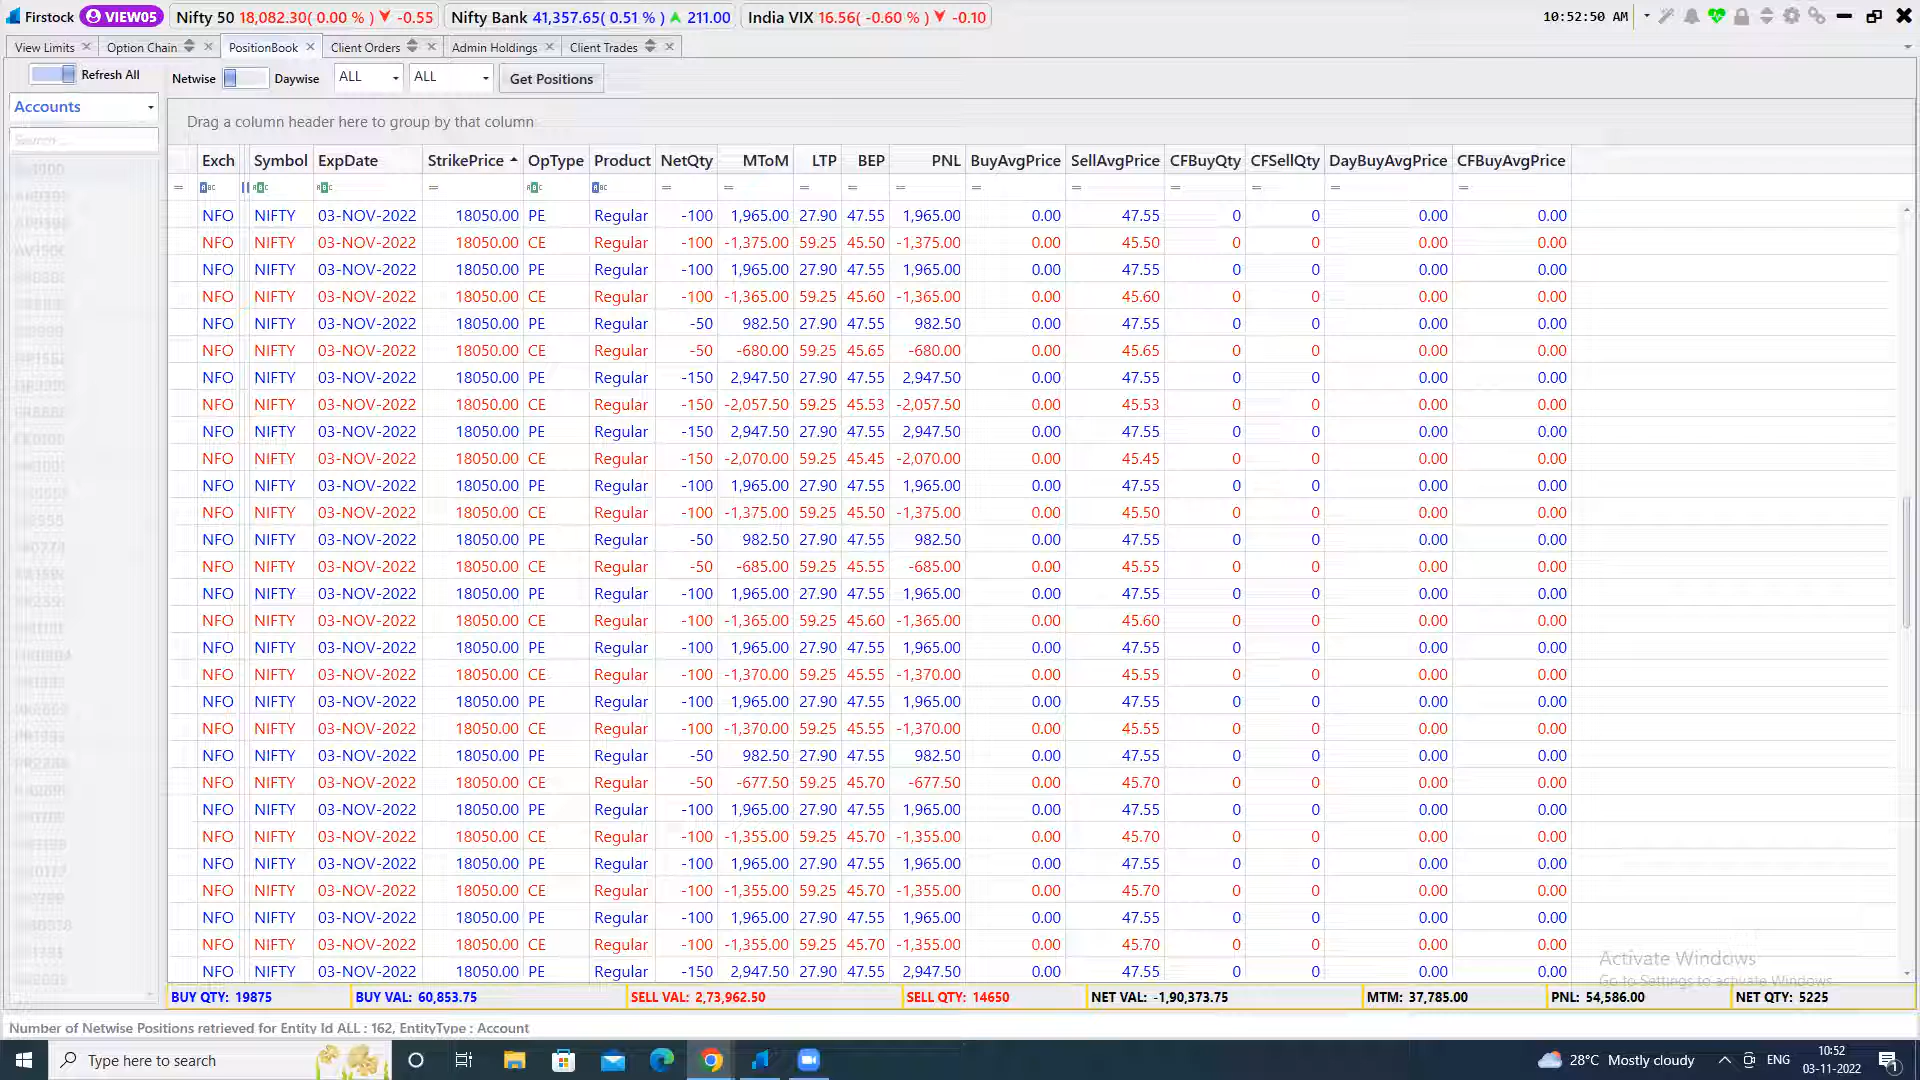 Firstock VIEW05 Nifty 50 18,082.30( 0.00 % ) -0.55 Nifty Bank 41,357.65( 0.51 % ) 211.00 India VIX 16.56( -0.60 % ) -0.10 10:52:50 AM
View Limits Option Chain PositionBook Client Orders Admin Holdings Client Trades
Refresh All Netwise Daywise ALL ALL Get Positions
Accounts
Search...
Drag a column header here to group by that column
Exch Symbol ExpDate StrikePrice OpType Product NetQty MToM LTP BEP PNL BuyAvgPrice SellAvgPrice CFBuyQty CFSellQty DayBuyAvgPrice CFBuyAvgPrice
NFO NIFTY 03-NOV-2022 18050.00 PE Regular -100 1,965.00 27.90 47.55 1,965.00 0.00 47.55 0 0 0.00 0.00
NFO NIFTY 03-NOV-2022 18050.00 CE Regular -100 -1,375.00 59.25 45.50 -1,375.00 0.00 45.50 0 0 0.00 0.00
NFO NIFTY 03-NOV-2022 18050.00 PE Regular -100 1,965.00 27.90 47.55 1,965.00 0.00 47.55 0 0 0.00 0.00
NFO NIFTY 03-NOV-2022 18050.00 CE Regular -100 -1,365.00 59.25 45.60 -1,365.00 0.00 45.60 0 0 0.00 0.00
NFO NIFTY 03-NOV-2022 18050.00 PE Regular -50 982.50 27.90 47.55 982.50 0.00 47.55 0 0 0.00 0.00
NFO NIFTY 03-NOV-2022 18050.00 CE Regular -50 -680.00 59.25 45.65 -680.00 0.00 45.65 0 0 0.00 0.00
NFO NIFTY 03-NOV-2022 18050.00 PE Regular -150 2,947.50 27.90 47.55 2,947.50 0.00 47.55 0 0 0.00 0.00
NFO NIFTY 03-NOV-2022 18050.00 CE Regular -150 -2,057.50 59.25 45.53 -2,057.50 0.00 45.53 0 0 0.00 0.00
NFO NIFTY 03-NOV-2022 18050.00 PE Regular -150 2,947.50 27.90 47.55 2,947.50 0.00 47.55 0 0 0.00 0.00
NFO NIFTY 03-NOV-2022 18050.00 CE Regular -150 -2,070.00 59.25 45.45 -2,070.00 0.00 45.45 0 0 0.00 0.00
NFO NIFTY 03-NOV-2022 18050.00 PE Regular -100 1,965.00 27.90 47.55 1,965.00 0.00 47.55 0 0 0.00 0.00
NFO NIFTY 03-NOV-2022 18050.00 CE Regular -100 -1,375.00 59.25 45.50 -1,375.00 0.00 45.50 0 0 0.00 0.00
NFO NIFTY 03-NOV-2022 18050.00 PE Regular -50 982.50 27.90 47.55 982.50 0.00 47.55 0 0 0.00 0.00
NFO NIFTY 03-NOV-2022 18050.00 CE Regular -50 -685.00 59.25 45.55 -685.00 0.00 45.55 0 0 0.00 0.00
NFO NIFTY 03-NOV-2022 18050.00 PE Regular -100 1,965.00 27.90 47.55 1,965.00 0.00 47.55 0 0 0.00 0.00
NFO NIFTY 03-NOV-2022 18050.00 CE Regular -100 -1,365.00 59.25 45.60 -1,365.00 0.00 45.60 0 0 0.00 0.00
NFO NIFTY 03-NOV-2022 18050.00 PE Regular -100 1,965.00 27.90 47.55 1,965.00 0.00 47.55 0 0 0.00 0.00
NFO NIFTY 03-NOV-2022 18050.00 CE Regular -100 -1,370.00 59.25 45.55 -1,370.00 0.00 45.55 0 0 0.00 0.00
NFO NIFTY 03-NOV-2022 18050.00 PE Regular -100 1,965.00 27.90 47.55 1,965.00 0.00 47.55 0 0 0.00 0.00
NFO NIFTY 03-NOV-2022 18050.00 CE Regular -100 -1,370.00 59.25 45.55 -1,370.00 0.00 45.55 0 0 0.00 0.00
NFO NIFTY 03-NOV-2022 18050.00 PE Regular -50 982.50 27.90 47.55 982.50 0.00 47.55 0 0 0.00 0.00
NFO NIFTY 03-NOV-2022 18050.00 CE Regular -50 -677.50 59.25 45.70 -677.50 0.00 45.70 0 0 0.00 0.00
NFO NIFTY 03-NOV-2022 18050.00 PE Regular -100 1,965.00 27.90 47.55 1,965.00 0.00 47.55 0 0 0.00 0.00
NFO NIFTY 03-NOV-2022 18050.00 CE Regular -100 -1,355.00 59.25 45.70 -1,355.00 0.00 45.70 0 0 0.00 0.00
NFO NIFTY 03-NOV-2022 18050.00 PE Regular -100 1,965.00 27.90 47.55 1,965.00 0.00 47.55 0 0 0.00 0.00
NFO NIFTY 03-NOV-2022 18050.00 CE Regular -100 -1,355.00 59.25 45.70 -1,355.00 0.00 45.70 0 0 0.00 0.00
NFO NIFTY 03-NOV-2022 18050.00 PE Regular -100 1,965.00 27.90 47.55 1,965.00 0.00 47.55 0 0 0.00 0.00
NFO NIFTY 03-NOV-2022 18050.00 CE Regular -100 -1,355.00 59.25 45.70 -1,355.00 0.00 45.70 0 0 0.00 0.00
NFO NIFTY 03-NOV-2022 18050.00 PE Regular -150 2,947.50 27.90 47.55 2,947.50 0.00 47.55 0 0 0.00 0.00
Activate Windows
Go to Settings to activate Windows.
BUY QTY: 19875 BUY VAL: 60,853.75 SELL VAL: 2,73,962.50 SELL QTY: 14650 NET VAL: -1,90,373.75 MTM: 37,785.00 PNL: 54,586.00 NET QTY: 5225
Number of Netwise Positions retrieved for Entity Id ALL : 162, EntityType : Account
Type here to search 28°C Mostly cloudy ENG 10:52
03-11-2022 1